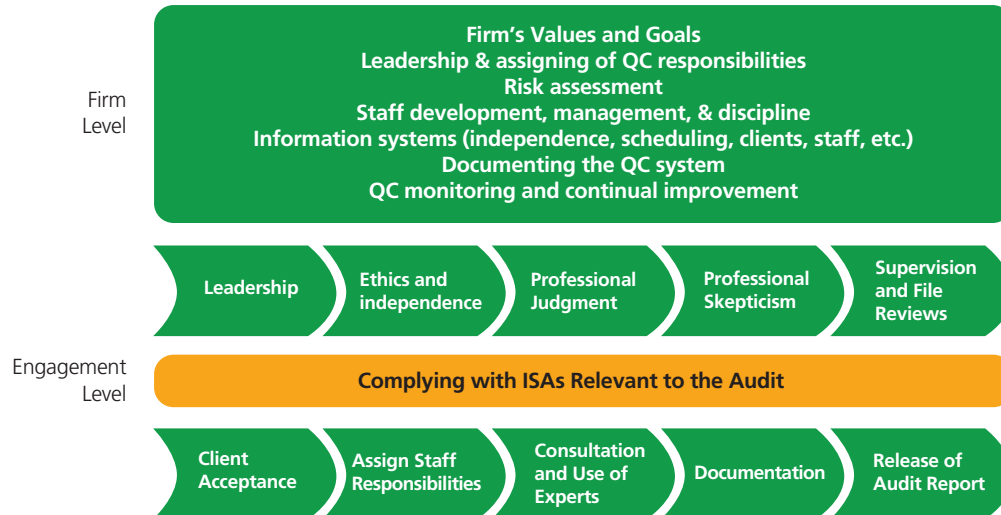 Firm
Level
Firm’s Values and Goals
Leadership & assigning of QC responsibilities
Risk assessment
Staff development, management, & discipline
Information systems (independence, scheduling, clients, staff, etc.)
Documenting the QC system
QC monitoring and continual improvement
Leadership
Ethics and
independence
Professional
Judgment
Professional
Skepticism
Supervision
and File
Reviews
Engagement
Level
Complying with ISAs Relevant to the Audit
Client
Acceptance
Assign Staff
Responsibilities
Consultation
and Use of
Experts
Documentation
Release of
Audit Report